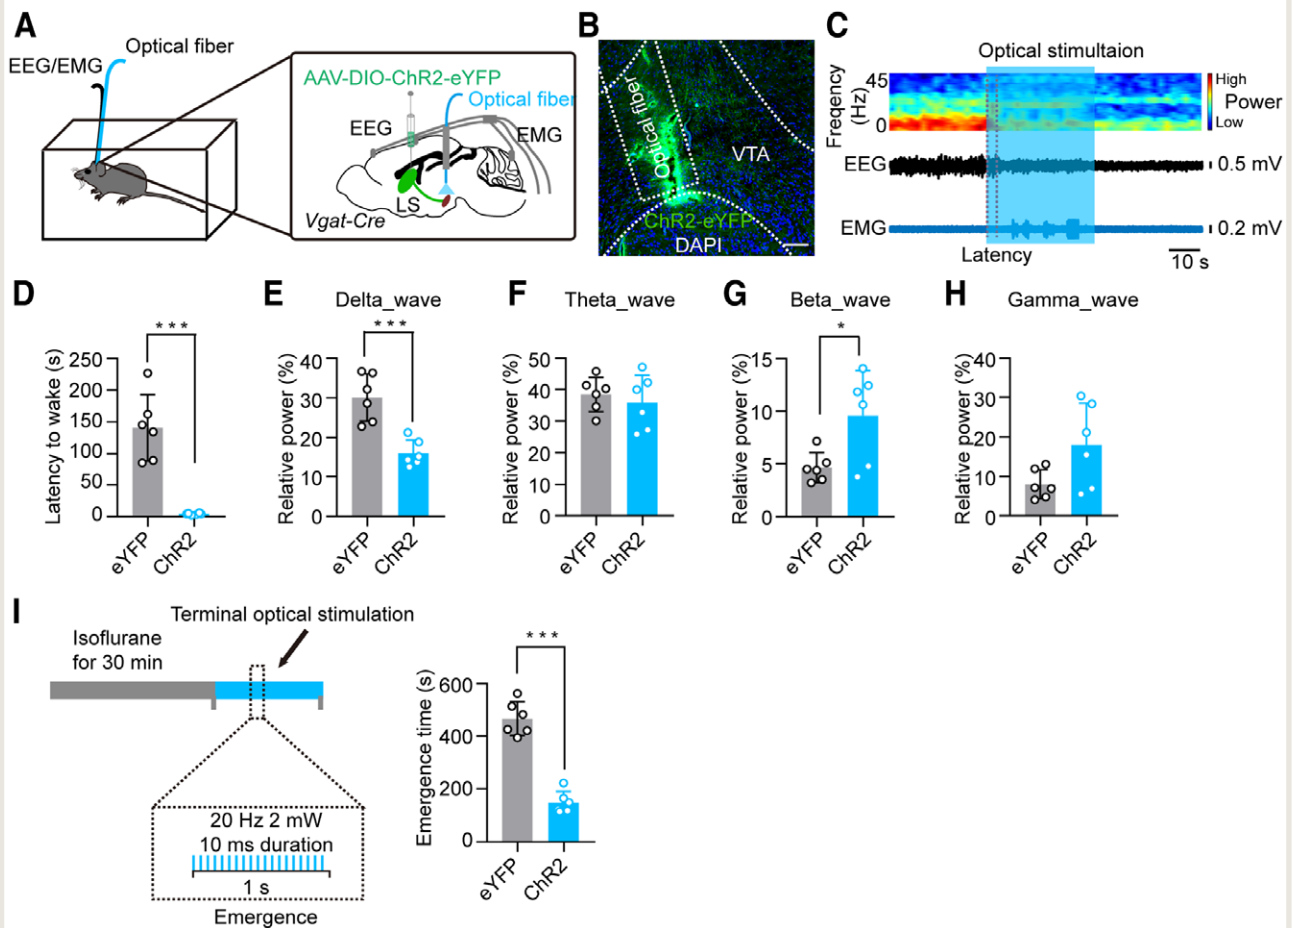 A
Optical fiber
EEG/EMG
AAV-DIO-ChR2-eYFP
Optical fiber
EEG
EMG
LS
Vgat-Cre
B
Optical fiber
VTA
ChR2-eYFP
DAPI
C
Optical stimultaion
Freqency
(Hz)
45
0
High
Power
Low
EEG
0.5 mV
EMG
0.2 mV
Latency
10 s
D
***
Latency to wake (s)
250
200
150
100
50
0
eYFP
ChR2
E
Delta_wave
***
Relative power (%)
40
30
20
10
0
eYFP
ChR2
F
Theta_wave
Relative power (%)
50
40
30
20
10
0
eYFP
ChR2
G
Beta_wave
*
Relative power (%)
15
10
5
0
eYFP
ChR2
H
Gamma_wave
Relative power (%)
40
30
20
10
0
eYFP
ChR2
I
Terminal optical stimulation
Isoflurane
for 30 min
20 Hz 2 mW
10 ms duration
1 s
Emergence
***
Emergence time (s)
600
400
200
0
eYFP
ChR2